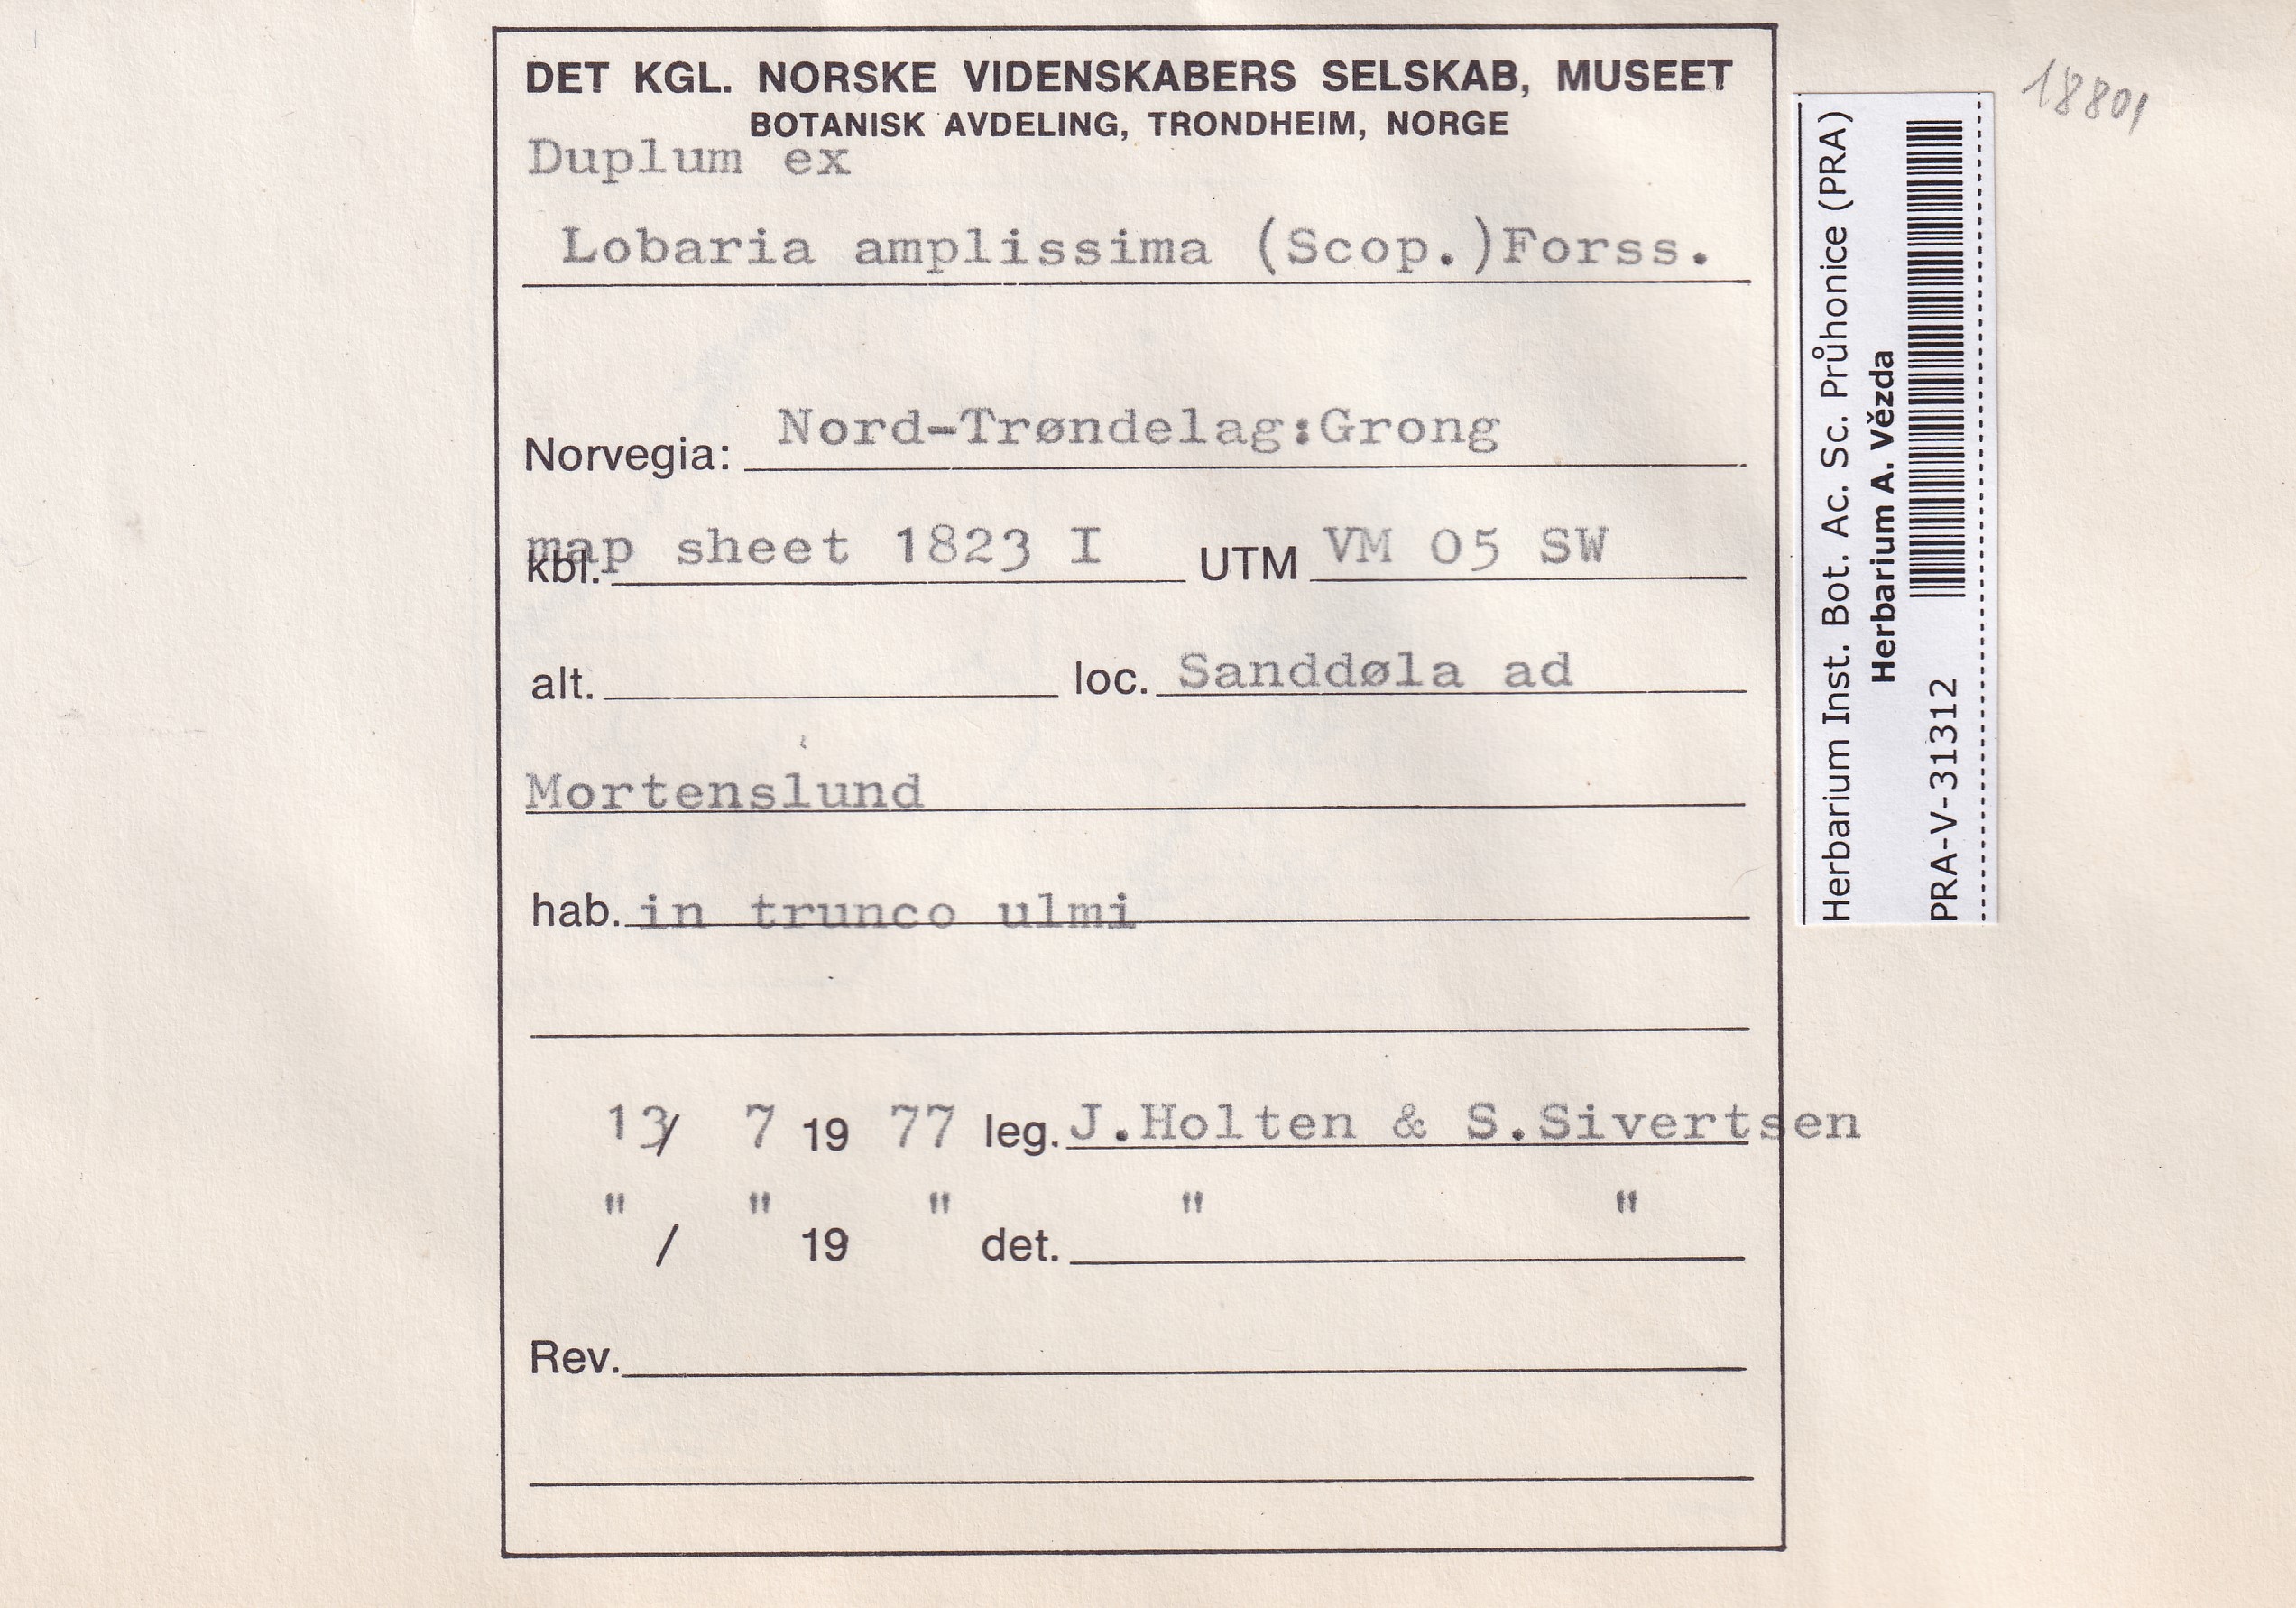 DET KGL. NORSKE VIDENSKABERS SELSKAB, MUSEET
BOTANISK AVDELING, TRONDHEIM, NORGE
Duplum ex
Lobaria amplissima (Scop.)Forss.
Norvegia: Nord-Trøndelag:Grong
kbl. map sheet 1823 I UTM VM 05 SW
alt. loc. Sanddøla ad
Mortenslund
hab. in trunco ulmi
13/ 7 19 77 leg. J.Holten & S.Sivertsen
" / " 19 " det. " "
Rev.
Herbarium Inst. Bot. Ac. Sc. Průhonice (PRA)
Herbarium A. Vězda
PRA-V-31312
18801